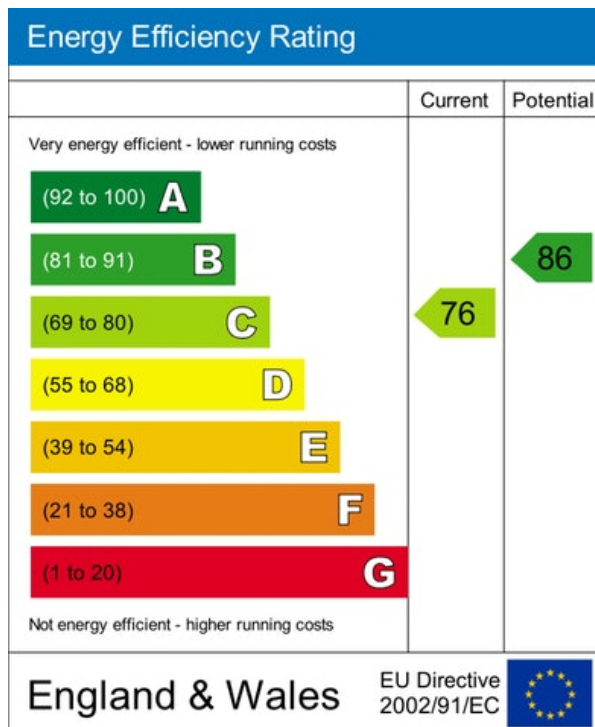 Energy Efficiency Rating
Current Potential
Very energy efficient - lower running costs
(92 to 100) A
(81 to 91) B
86
(69 to 80) C
76
(55 to 68) D
(39 to 54) E
(21 to 38) F
(1 to 20) G
Not energy efficient - higher running costs
England & Wales
EU Directive
2002/91/EC